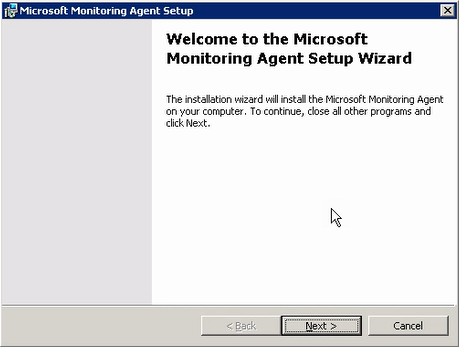 Microsoft Monitoring Agent Setup
Welcome to the Microsoft
Monitoring Agent Setup Wizard
The installation wizard will install the Microsoft Monitoring Agent
on your computer. To continue, close all other programs and
click Next.
< Back
Next >
Cancel